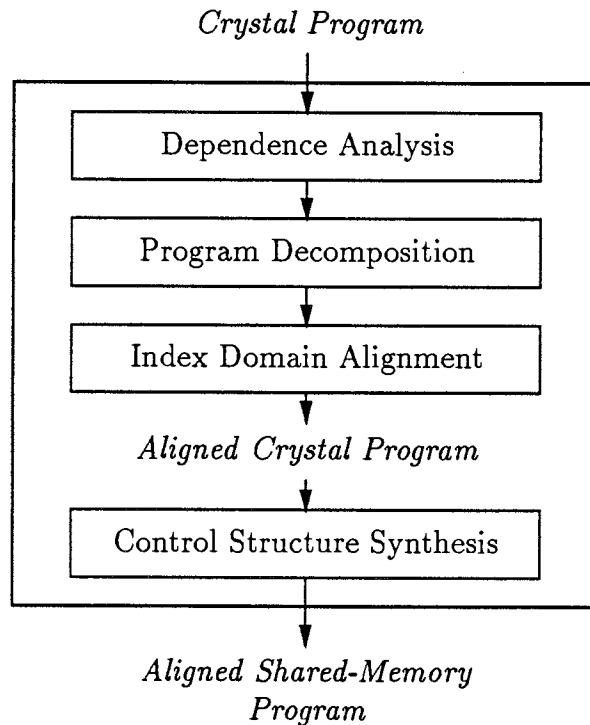 Crystal Program
Dependence Analysis
Program Decomposition
Index Domain Alignment
Aligned Crystal Program
Control Structure Synthesis
Aligned Shared-Memory
Program